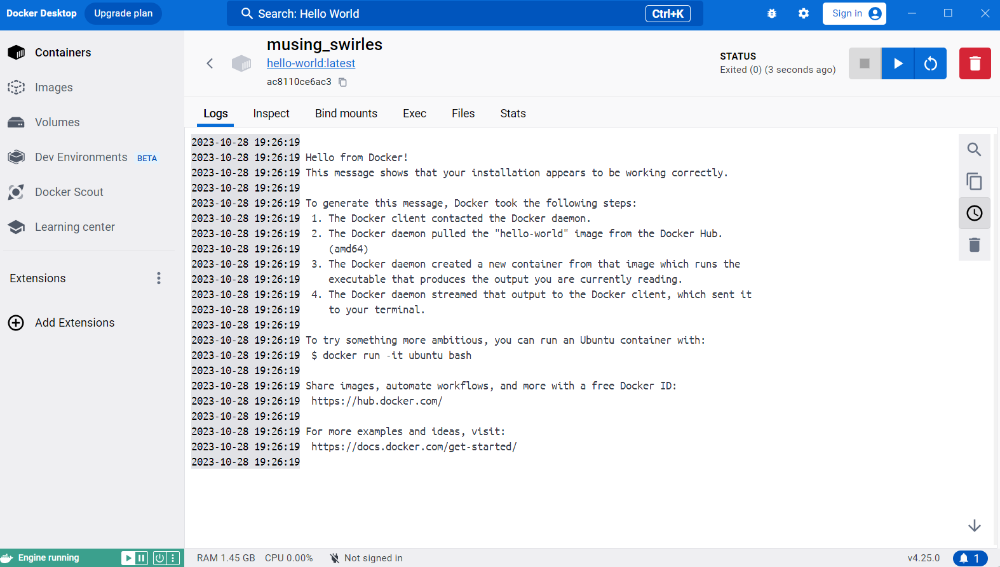 Docker Desktop Upgrade plan Search: Hello World Ctrl+K Sign in
Containers
Images
Volumes
Dev Environments BETA
Docker Scout
Learning center
Extensions
Add Extensions
musing_swirles
hello-world:latest
ac8110ce6ac3
STATUS
Exited (0) (3 seconds ago)
Logs Inspect Bind mounts Exec Files Stats
2023-10-28 19:26:19
2023-10-28 19:26:19 Hello from Docker!
2023-10-28 19:26:19 This message shows that your installation appears to be working correctly.
2023-10-28 19:26:19
2023-10-28 19:26:19 To generate this message, Docker took the following steps:
2023-10-28 19:26:19 1. The Docker client contacted the Docker daemon.
2023-10-28 19:26:19 2. The Docker daemon pulled the "hello-world" image from the Docker Hub.
2023-10-28 19:26:19 (amd64)
2023-10-28 19:26:19 3. The Docker daemon created a new container from that image which runs the
2023-10-28 19:26:19 executable that produces the output you are currently reading.
2023-10-28 19:26:19 4. The Docker daemon streamed that output to the Docker client, which sent it
2023-10-28 19:26:19 to your terminal.
2023-10-28 19:26:19
2023-10-28 19:26:19 To try something more ambitious, you can run an Ubuntu container with:
2023-10-28 19:26:19 $ docker run -it ubuntu bash
2023-10-28 19:26:19
2023-10-28 19:26:19 Share images, automate workflows, and more with a free Docker ID:
2023-10-28 19:26:19 https://hub.docker.com/
2023-10-28 19:26:19
2023-10-28 19:26:19 For more examples and ideas, visit:
2023-10-28 19:26:19 https://docs.docker.com/get-started/
2023-10-28 19:26:19
Engine running RAM 1.45 GB CPU 0.00% Not signed in v4.25.0 1